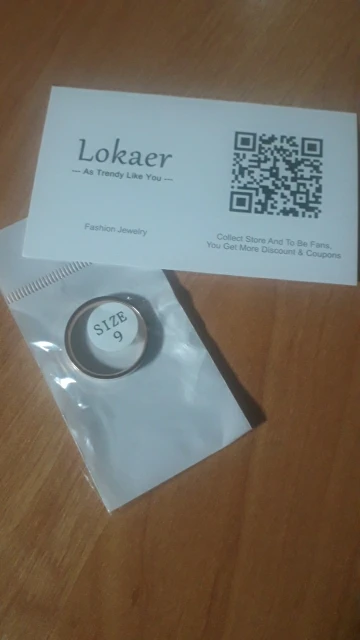 Lokaer
— As Trendy Like You —
Fashion Jewelry
Collect Store And To Be Fans,
You Get More Discount & Coupons
SIZE
9